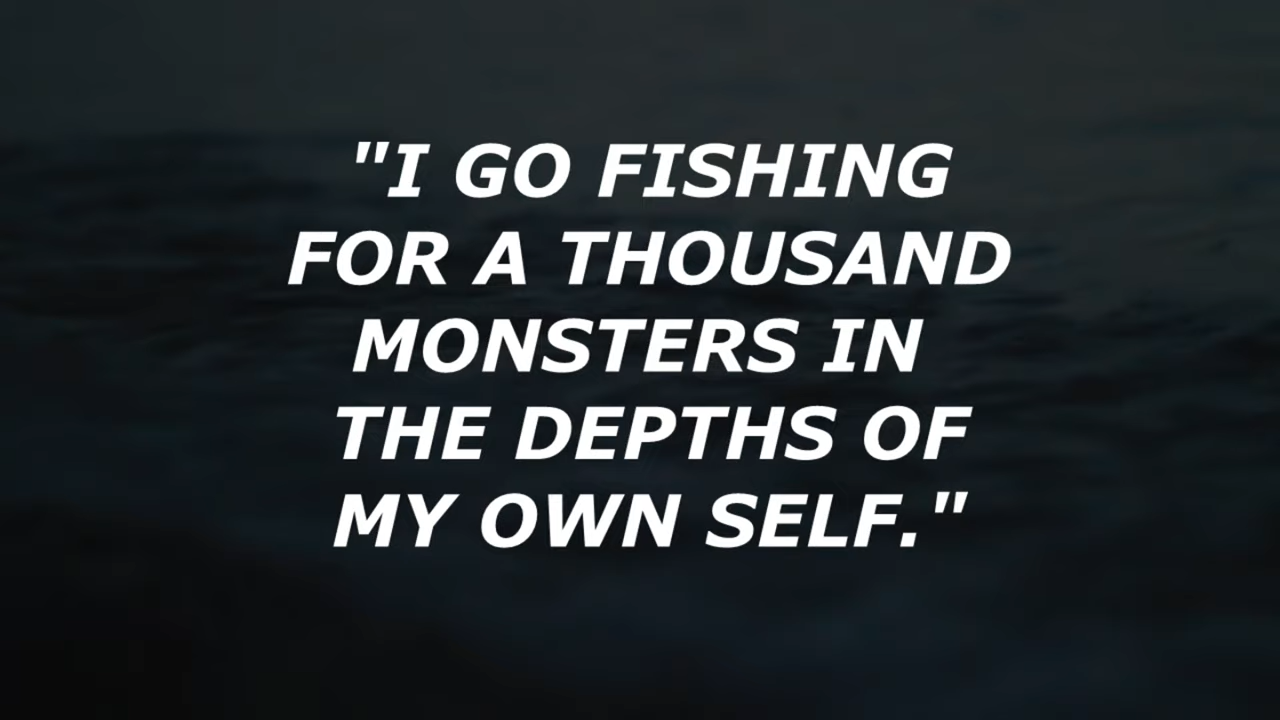 "I GO FISHING
FOR A THOUSAND
MONSTERS IN
THE DEPTHS OF
MY OWN SELF."